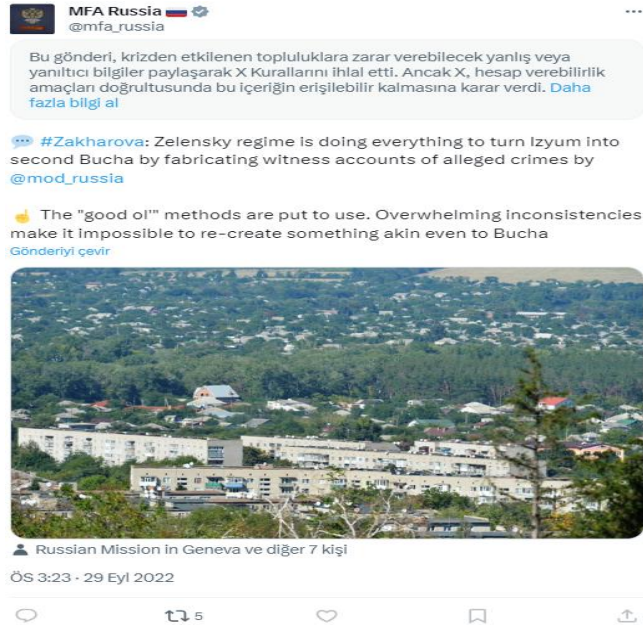 MFA Russia
@mfa_russia
Bu gönderi, krizden etkilenen topluluklara zarar verebilecek yanlış veya
yanıltıcı bilgiler paylaşarak X Kurallarını ihlal etti. Ancak X, hesap verebilirlik
amaçları doğrultusunda bu içeriğin erişilebilir kalmasına karar verdi. Daha
fazla bilgi al
#Zakharova: Zelensky regime is doing everything to turn Izyum into
second Bucha by fabricating witness accounts of alleged crimes by
@mod_russia
The "good ol'" methods are put to use. Overwhelming inconsistencies
make it impossible to re-create something akin even to Bucha
Gönderiyi çevir
Russian Mission in Geneva ve diğer 7 kişi
ÖS 3:23 · 29 Eyl 2022
5